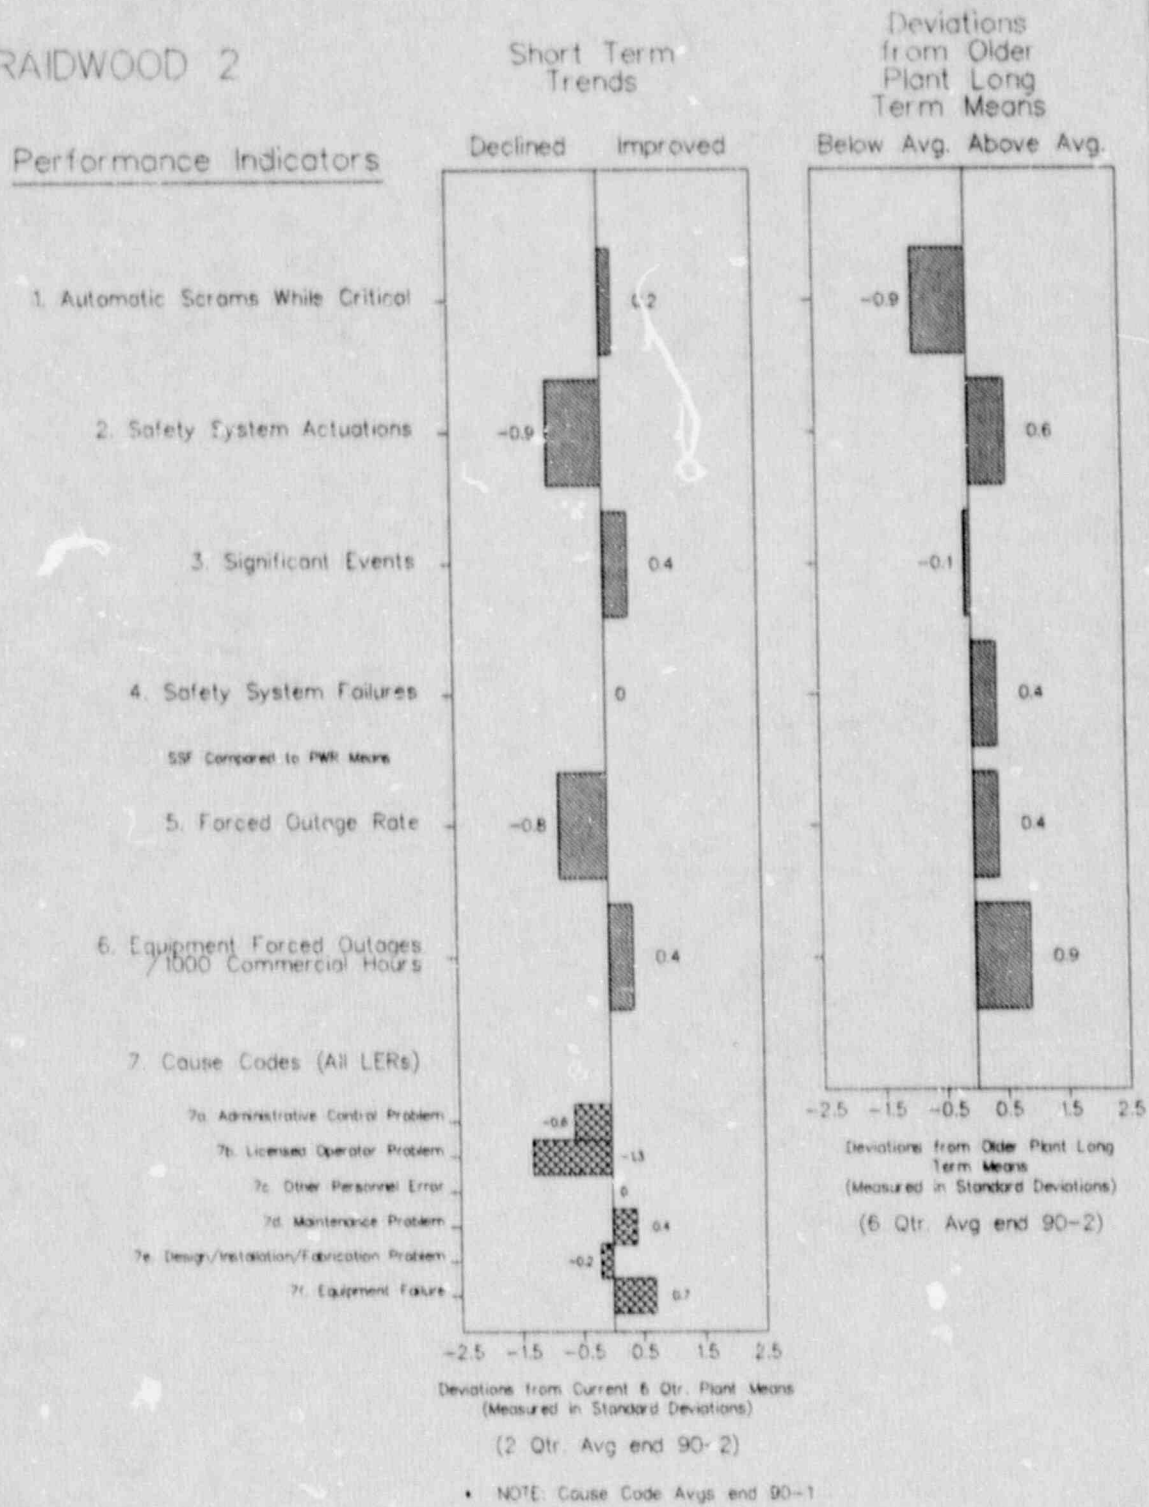 RAIDWOOD 2
Short Term
Trends
Deviations
from Older
Plant Long
Term Means
Performance Indicators
Declined Improved
Below Avg. Above Avg.
1. Automatic Scrams While Critical
0.2
-0.9
2. Safety System Actuations
-0.9
0.6
3. Significant Events
0.4
-0.1
4. Safety System Failures
0
0.4
SSF Compared to PWR Means
5. Forced Outage Rate
-0.8
0.4
6. Equipment Forced Outages
/1000 Commercial Hours
0.4
0.9
7. Cause Codes (All LERs)
7a. Administrative Control Problem
7b. Licensed Operator Problem
-1.3
7c. Other Personnel Error
0
7d. Maintenance Problem
0.4
7e. Design/Installation/Fabrication Problem
-0.2
7f. Equipment Failure
0.7
-2.5 -1.5 -0.5 0.5 1.5 2.5
Deviations from Current 6 Qtr. Plant Means
(Measured in Standard Deviations)
(2 Qtr. Avg end 90-2)
• NOTE: Cause Code Avgs end 90-1
-2.5 -1.5 -0.5 0.5 1.5 2.5
Deviations from Older Plant Long
Term Means
(Measured in Standard Deviations)
(6 Qtr. Avg end 90-2)